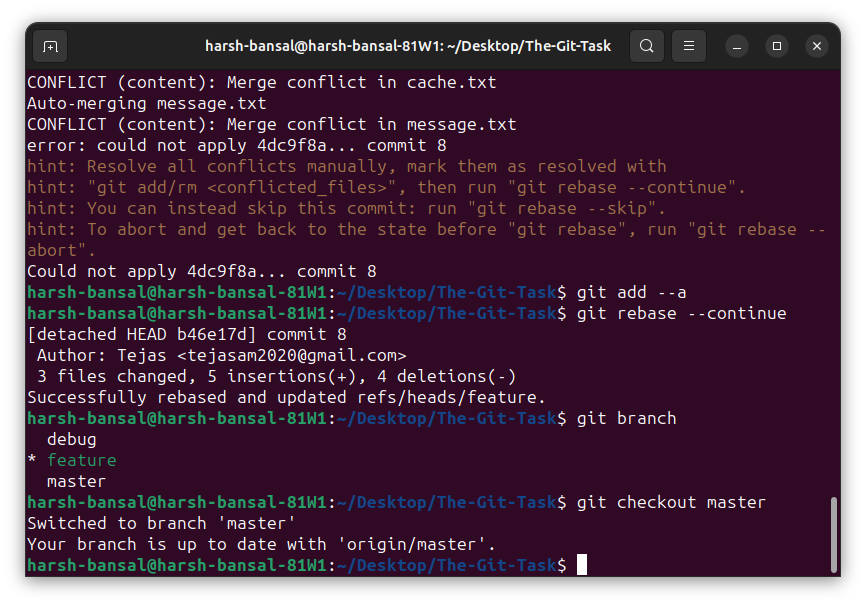 harsh-bansal@harsh-bansal-81W1: ~/Desktop/The-Git-Task
CONFLICT (content): Merge conflict in cache.txt
Auto-merging message.txt
CONFLICT (content): Merge conflict in message.txt
error: could not apply 4dc9f8a... commit 8
hint: Resolve all conflicts manually, mark them as resolved with
hint: "git add/rm <conflicted_files>", then run "git rebase --continue".
hint: You can instead skip this commit: run "git rebase --skip".
hint: To abort and get back to the state before "git rebase", run "git rebase --
abort".
Could not apply 4dc9f8a... commit 8
harsh-bansal@harsh-bansal-81W1:~/Desktop/The-Git-Task$ git add --a
harsh-bansal@harsh-bansal-81W1:~/Desktop/The-Git-Task$ git rebase --continue
[detached HEAD b46e17d] commit 8
 Author: Tejas <tejasam2020@gmail.com>
 3 files changed, 5 insertions(+), 4 deletions(-)
Successfully rebased and updated refs/heads/feature.
harsh-bansal@harsh-bansal-81W1:~/Desktop/The-Git-Task$ git branch
  debug
* feature
  master
harsh-bansal@harsh-bansal-81W1:~/Desktop/The-Git-Task$ git checkout master
Switched to branch 'master'
Your branch is up to date with 'origin/master'.
harsh-bansal@harsh-bansal-81W1:~/Desktop/The-Git-Task$